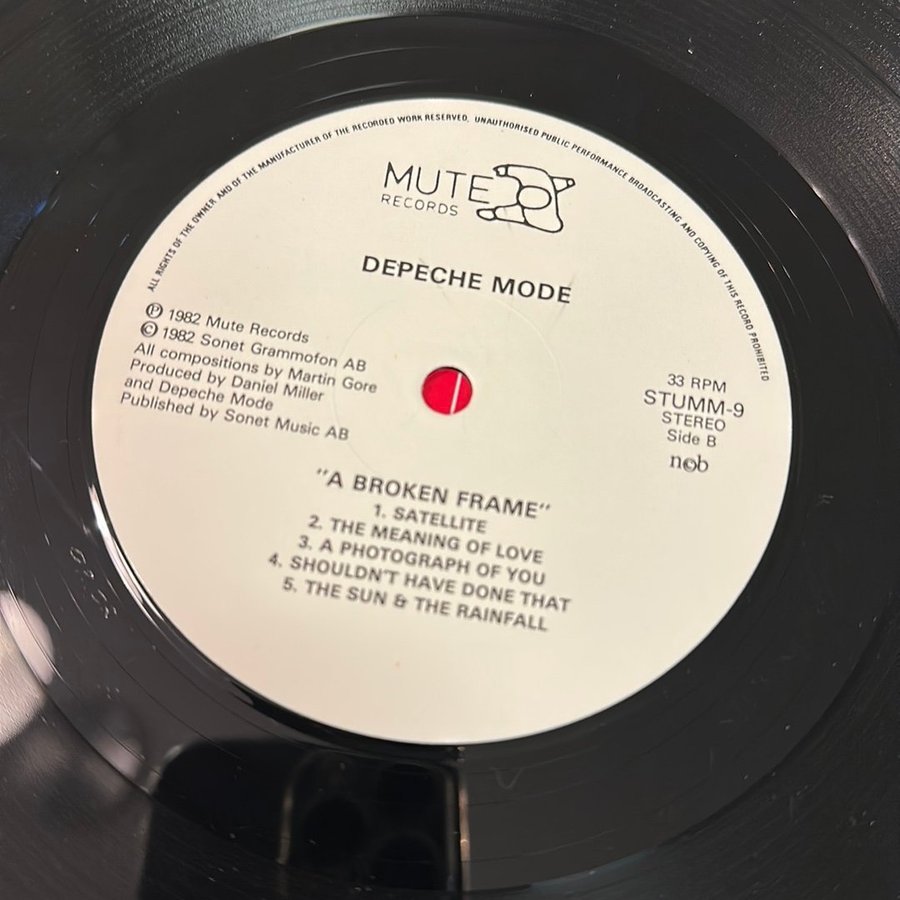 ALL RIGHTS OF THE OWNER AND OF THE MANUFACTURER OF THE RECORDED WORK RESERVED. UNAUTHORISED PUBLIC PERFORMANCE BROADCASTING AND COPYING OF THIS RECORD PROHIBITED
MUTE
RECORDS
DEPECHE MODE
℗ 1982 Mute Records
© 1982 Sonet Grammofon AB
All compositions by Martin Gore
Produced by Daniel Miller
and Depeche Mode
Published by Sonet Music AB
33 RPM
STUMM-9
STEREO
Side B
n©b
"A BROKEN FRAME"
1. SATELLITE
2. THE MEANING OF LOVE
3. A PHOTOGRAPH OF YOU
4. SHOULDN'T HAVE DONE THAT
5. THE SUN & THE RAINFALL